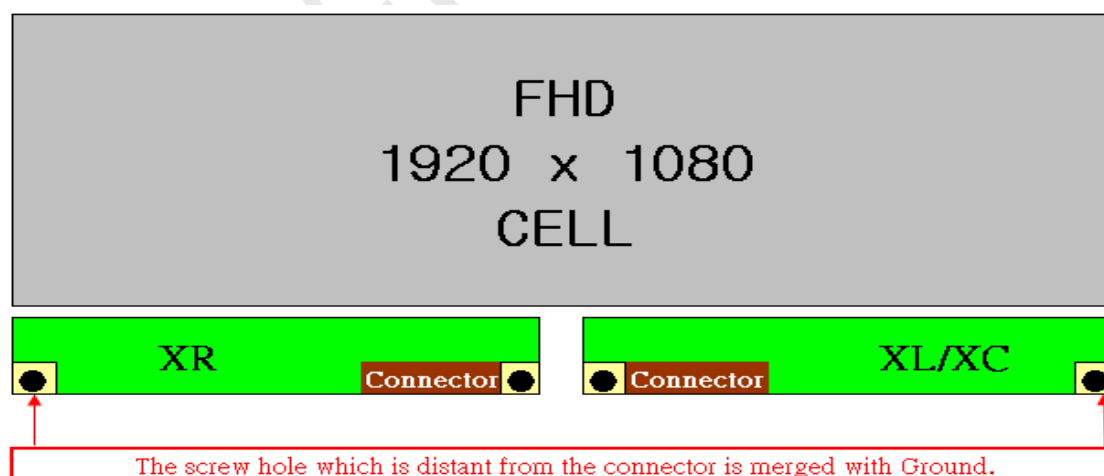 FHD
1920 x 1080
CELL
XR
Connector
Connector
XL/XC
The screw hole which is distant from the connector is merged with Ground.